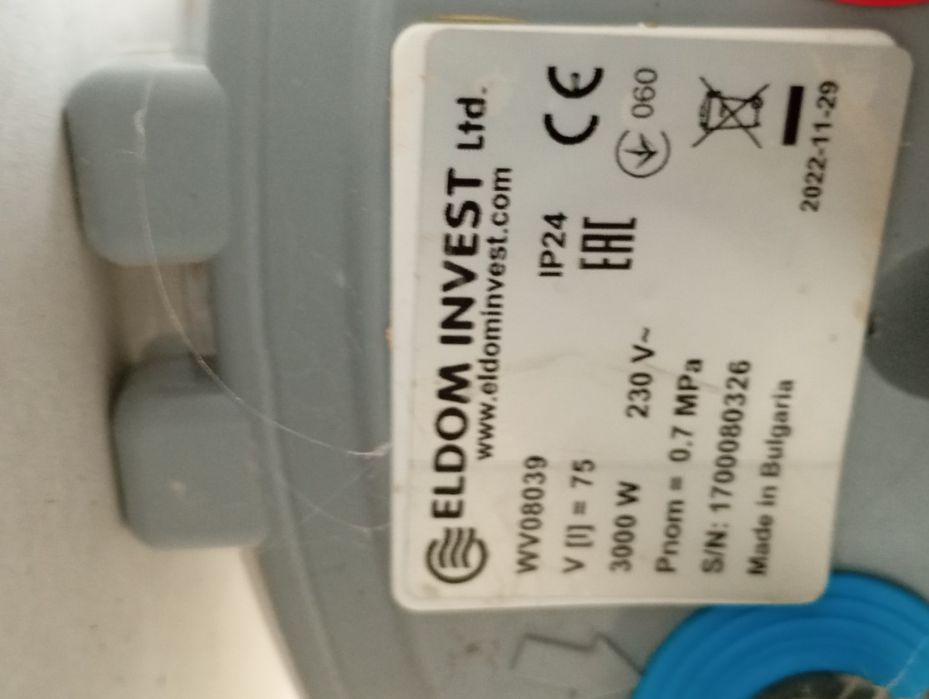 ELDOM INVEST Ltd.
www.eldominvest.com
WV08039
IP24
CE
V [l] = 75
EAC
060
3000 W
230 V~
Pnom = 0.7 MPa
S/N: 1700080326
Made in Bulgaria
2022-11-29